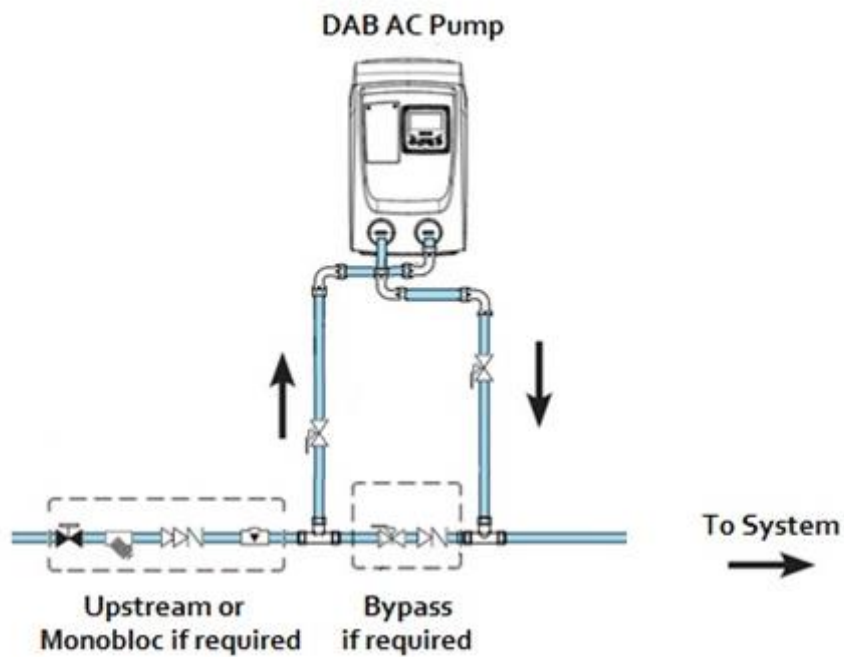 DAB AC Pump
To System
Upstream or
Monobloc if required
Bypass
if required